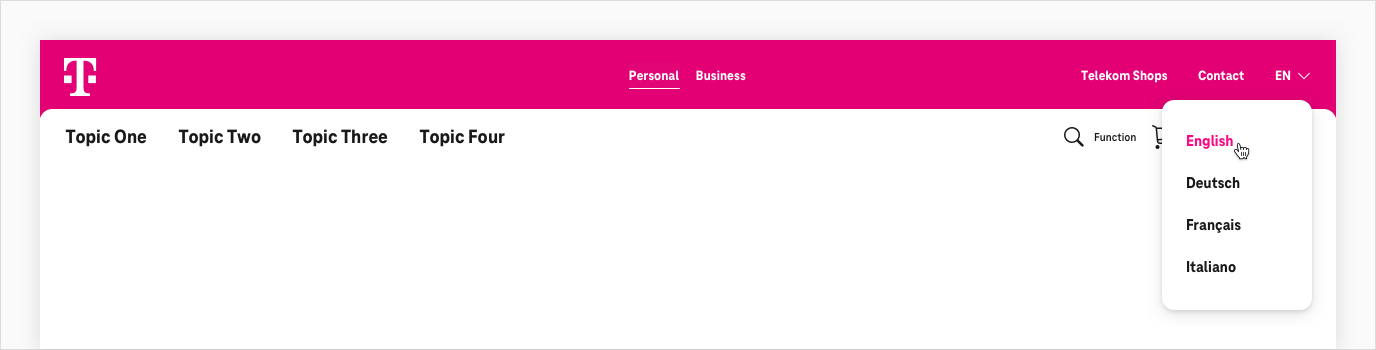 T
Personal Business
Telekom Shops Contact EN
Topic One Topic Two Topic Three Topic Four
Function
English
Deutsch
Français
Italiano